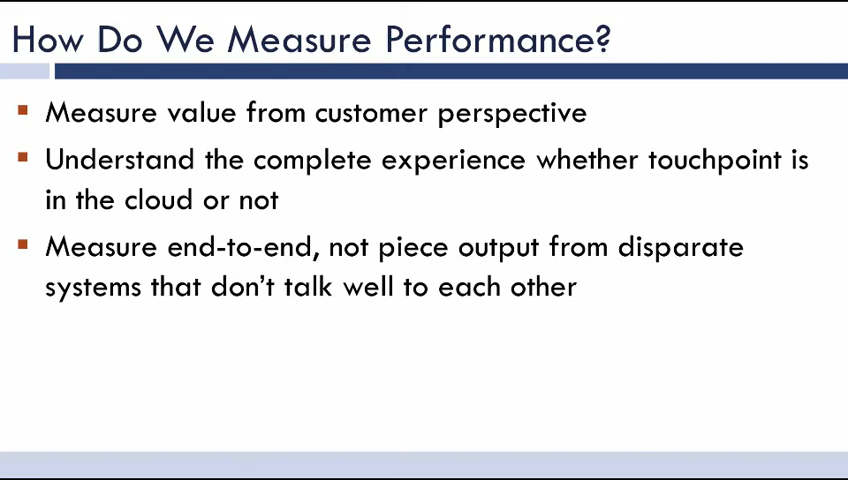 How Do We Measure Performance?
▪ Measure value from customer perspective
▪ Understand the complete experience whether touchpoint is
in the cloud or not
▪ Measure end-to-end, not piece output from disparate
systems that don't talk well to each other